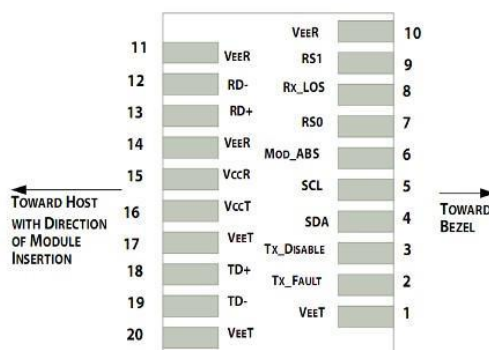 11 VEER
12 RD-
13 RD+
14 VEER
15 VCCR
16 VCCT
17 VEET
18 TD+
19 TD-
20 VEET
VEER 10
RS1 9
RX_LOS 8
RS0 7
MOD_ABS 6
SCL 5
SDA 4
TX_DISABLE 3
TX_FAULT 2
VEET 1
TOWARD HOST
WITH DIRECTION
OF MODULE
INSERTION
TOWARD
BEZEL